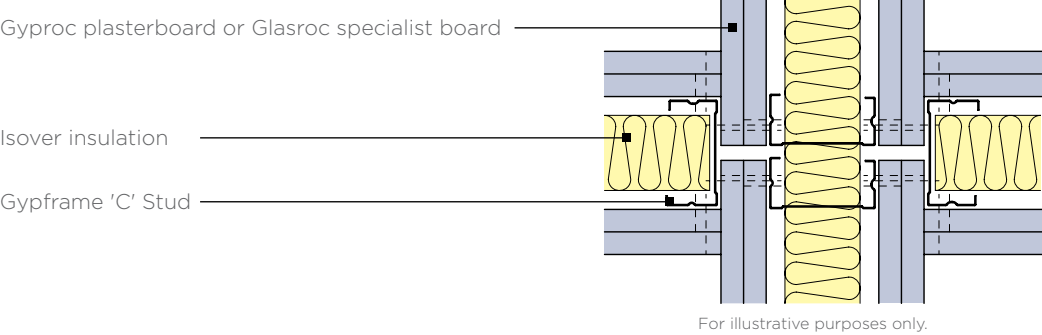 Gyproc plasterboard or Glasroc specialist board
Isover insulation
Gypframe 'C' Stud
For illustrative purposes only.